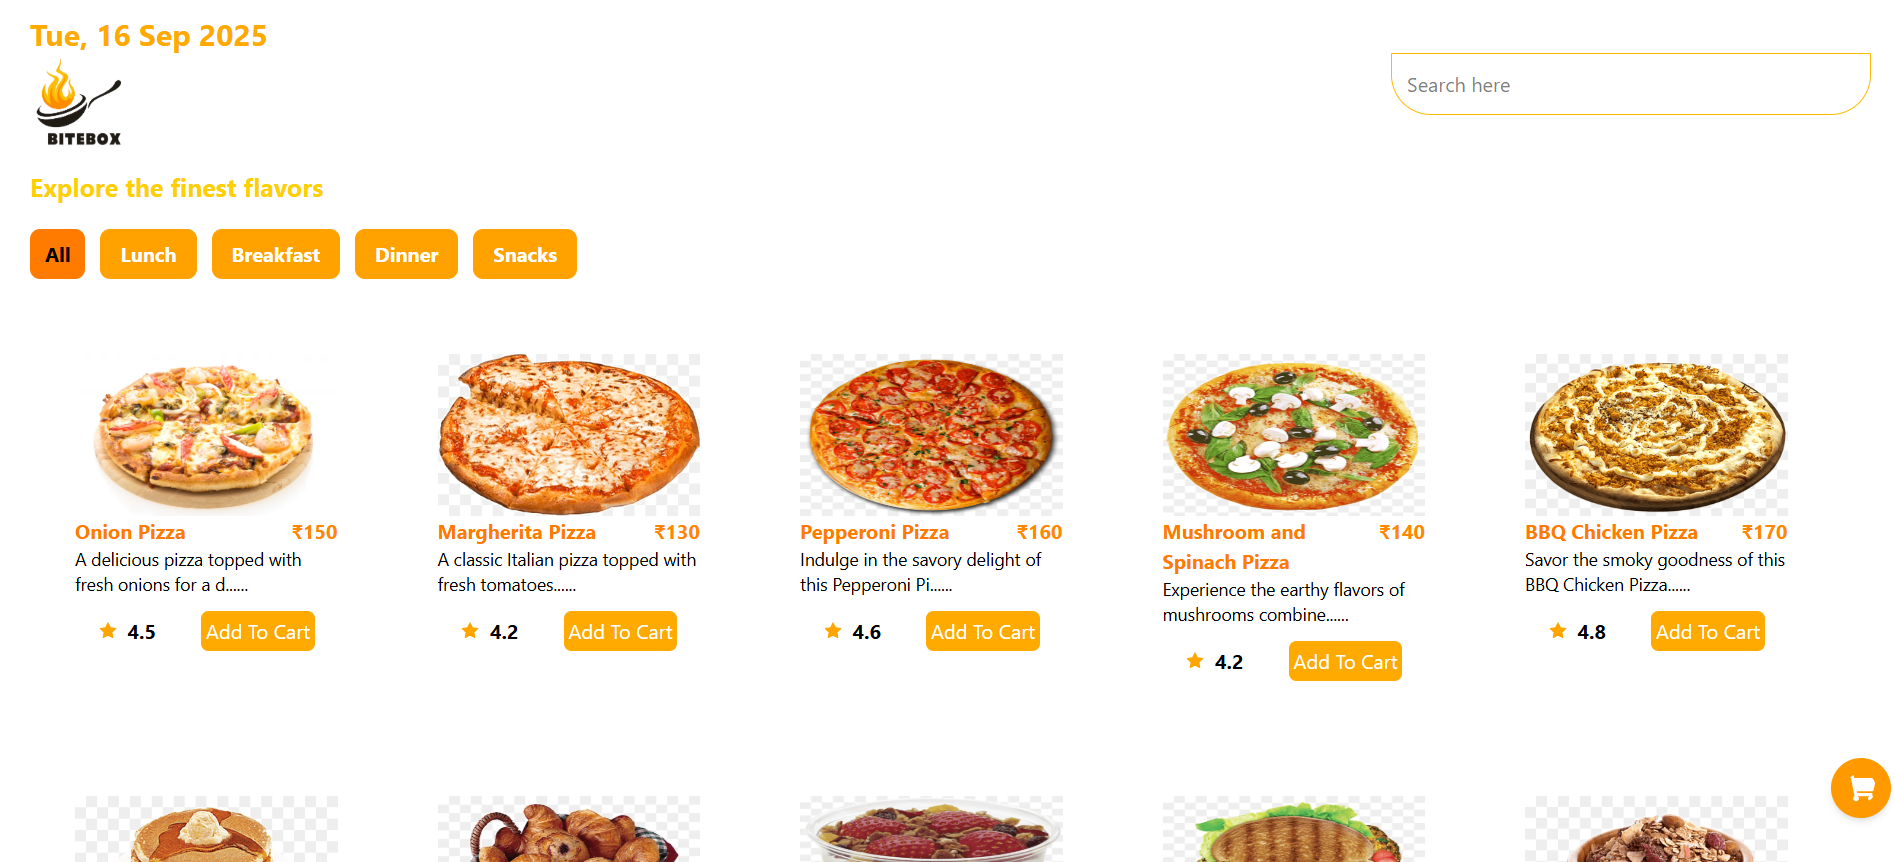 Tue, 16 Sep 2025
BITEBOX
Search here
Explore the finest flavors
All
Lunch
Breakfast
Dinner
Snacks
Onion Pizza
₹150
A delicious pizza topped with
fresh onions for a d......
4.5
Add To Cart
Margherita Pizza
₹130
A classic Italian pizza topped with
fresh tomatoes......
4.2
Add To Cart
Pepperoni Pizza
₹160
Indulge in the savory delight of
this Pepperoni Pi......
4.6
Add To Cart
Mushroom and
Spinach Pizza
₹140
Experience the earthy flavors of
mushrooms combine......
4.2
Add To Cart
BBQ Chicken Pizza
₹170
Savor the smoky goodness of this
BBQ Chicken Pizza......
4.8
Add To Cart